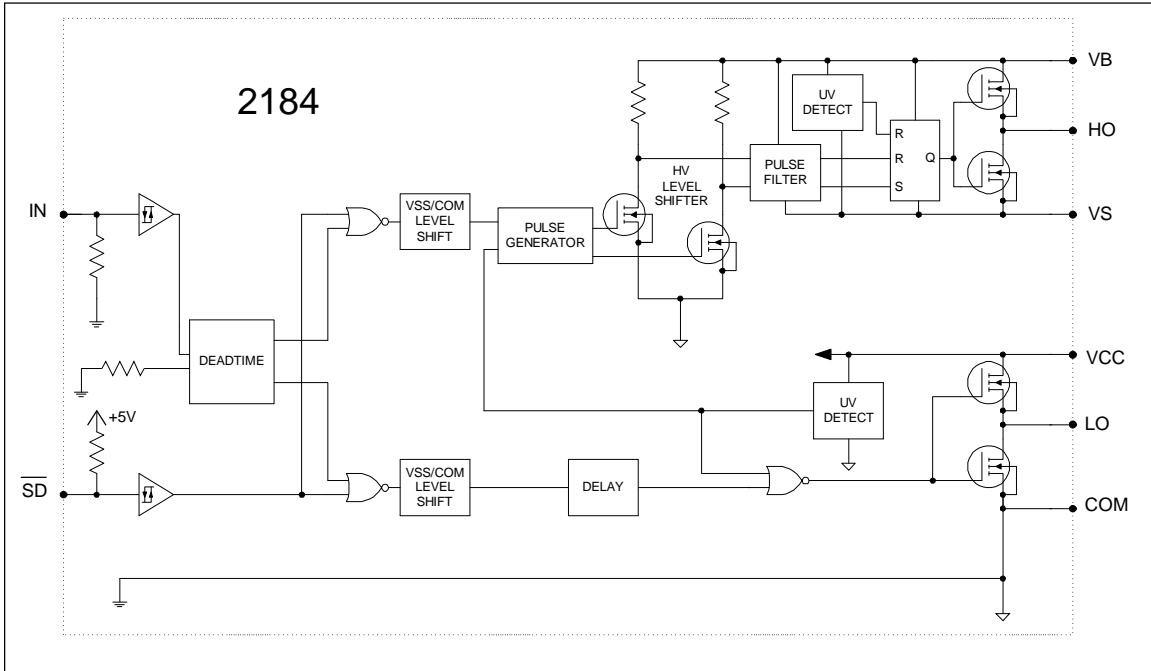 2184
VB
UV
DETECT
HO
R
R
Q
S
PULSE
FILTER
HV
LEVEL
SHIFTER
VS
IN
VSS/COM
LEVEL
SHIFT
PULSE
GENERATOR
DEADTIME
VCC
UV
DETECT
+5V
LO
SD
VSS/COM
LEVEL
SHIFT
DELAY
COM